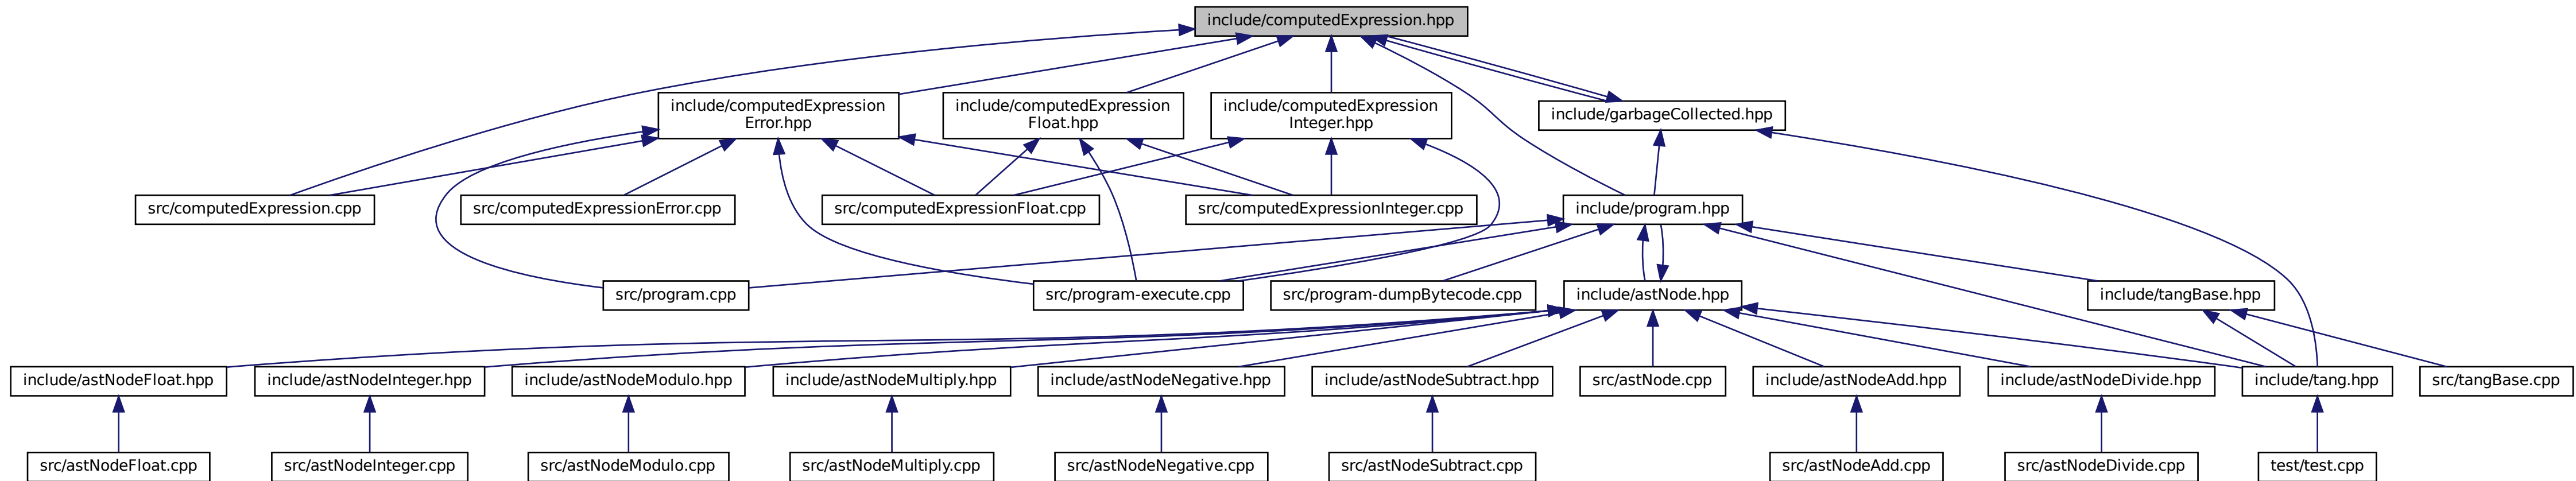 include/computedExpression.hpp
include/computedExpression
Error.hpp
include/computedExpression
Float.hpp
include/computedExpression
Integer.hpp
include/garbageCollected.hpp
src/computedExpression.cpp
src/computedExpressionError.cpp
src/computedExpressionFloat.cpp
src/computedExpressionInteger.cpp
include/program.hpp
src/program.cpp
src/program-execute.cpp
src/program-dumpBytecode.cpp
include/astNode.hpp
include/tangBase.hpp
include/astNodeFloat.hpp
include/astNodeInteger.hpp
include/astNodeModulo.hpp
include/astNodeMultiply.hpp
include/astNodeNegative.hpp
include/astNodeSubtract.hpp
src/astNode.cpp
include/astNodeAdd.hpp
include/astNodeDivide.hpp
include/tang.hpp
src/tangBase.cpp
src/astNodeFloat.cpp
src/astNodeInteger.cpp
src/astNodeModulo.cpp
src/astNodeMultiply.cpp
src/astNodeNegative.cpp
src/astNodeSubtract.cpp
src/astNodeAdd.cpp
src/astNodeDivide.cpp
test/test.cpp